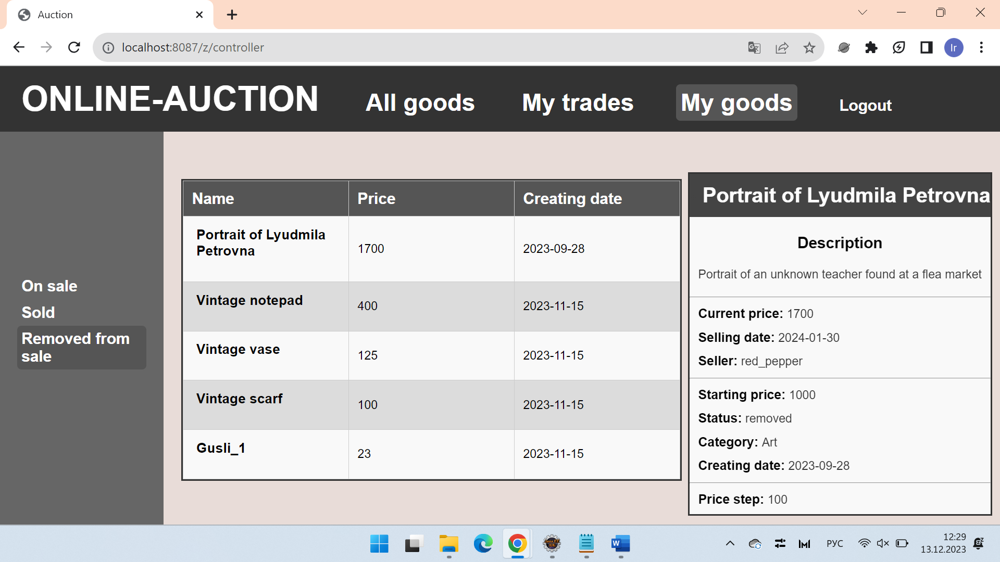 Auction
localhost:8087/z/controller
Ir
ONLINE-AUCTION
All goods
My trades
My goods
Logout
On sale
Sold
Removed from
sale
Name Price Creating date
Portrait of Lyudmila
Petrovna
1700
2023-09-28
Vintage notepad
400
2023-11-15
Vintage vase
125
2023-11-15
Vintage scarf
100
2023-11-15
Gusli_1
23
2023-11-15
Portrait of Lyudmila Petrovna
Description
Portrait of an unknown teacher found at a flea market
Current price: 1700
Selling date: 2024-01-30
Seller: red_pepper
Starting price: 1000
Status: removed
Category: Art
Creating date: 2023-09-28
Price step: 100
Java EE
IDE
W
РУС
12:29
13.12.2023